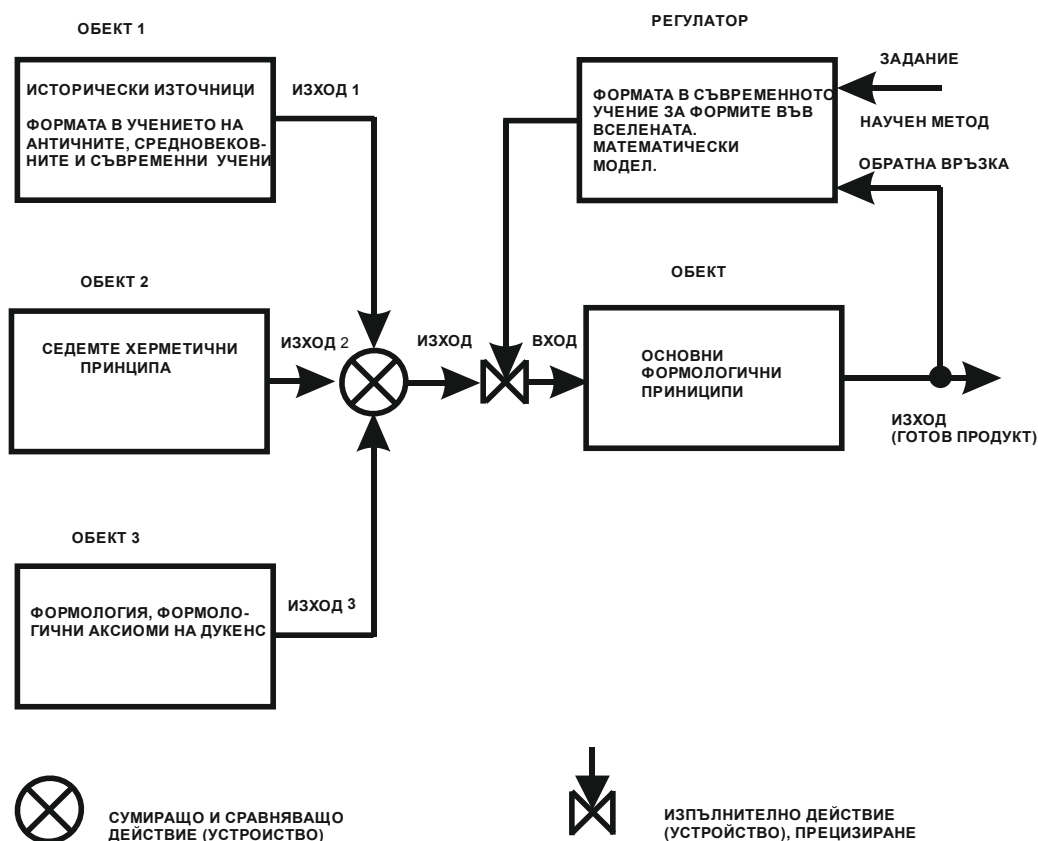 ОБЕКТ 1
ИСТОРИЧЕСКИ ИЗТОЧНИЦИ
ФОРМАТА В УЧЕНИЕТО НА
АНТИЧНИТЕ, СРЕДНОВЕКОВ-
НИТЕ И СЪВРЕМЕННИ УЧЕНИ
ИЗХОД 1
РЕГУЛАТОР
ФОРМАТА В СЪВРЕМЕННОТО
УЧЕНИЕ ЗА ФОРМИТЕ ВЪВ
ВСЕЛЕНАТА.
МАТЕМАТИЧЕСКИ
МОДЕЛ.
ЗАДАНИЕ
НАУЧЕН МЕТОД
ОБРАТНА ВРЪЗКА
ОБЕКТ 2
СЕДЕМТЕ ХЕРМЕТИЧНИ
ПРИНЦИПА
ИЗХОД 2
ИЗХОД
ВХОД
ОБЕКТ
ОСНОВНИ
ФОРМОЛОГИЧНИ
ПРИНИЦИПИ
ИЗХОД
(ГОТОВ ПРОДУКТ)
ОБЕКТ 3
ФОРМОЛОГИЯ, ФОРМОЛО-
ГИЧНИ АКСИОМИ НА ДУКЕНС
ИЗХОД 3
СУМИРАЩО И СРАВНЯВАЩО
ДЕЙСТВИЕ (УСТРОИСТВО)
ИЗПЪЛНИТЕЛНО ДЕЙСТВИЕ
(УСТРОЙСТВО), ПРЕЦИЗИРАНЕ